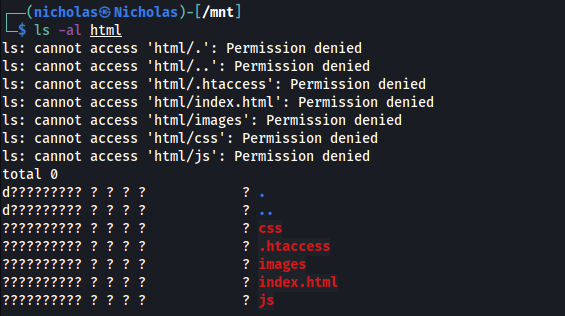 ┌──(nicholas㉿Nicholas)-[/mnt]
└─$ ls -al html
ls: cannot access 'html/.': Permission denied
ls: cannot access 'html/..': Permission denied
ls: cannot access 'html/.htaccess': Permission denied
ls: cannot access 'html/index.html': Permission denied
ls: cannot access 'html/images': Permission denied
ls: cannot access 'html/css': Permission denied
ls: cannot access 'html/js': Permission denied
total 0
d????????? ? ? ? ?            ? .
d????????? ? ? ? ?            ? ..
?????????? ? ? ? ?            ? css
?????????? ? ? ? ?            ? .htaccess
?????????? ? ? ? ?            ? images
?????????? ? ? ? ?            ? index.html
?????????? ? ? ? ?            ? js